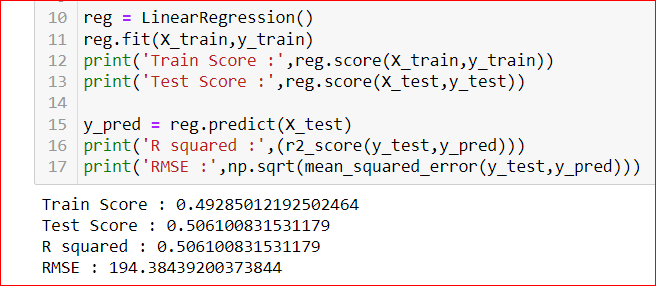 10 reg = LinearRegression()
11 reg.fit(X_train,y_train)
12 print('Train Score :',reg.score(X_train,y_train))
13 print('Test Score :',reg.score(X_test,y_test))
14
15 y_pred = reg.predict(X_test)
16 print('R squared :',(r2_score(y_test,y_pred)))
17 print('RMSE :',np.sqrt(mean_squared_error(y_test,y_pred)))
Train Score : 0.49285012192502464
Test Score : 0.506100831531179
R squared : 0.506100831531179
RMSE : 194.38439200373844